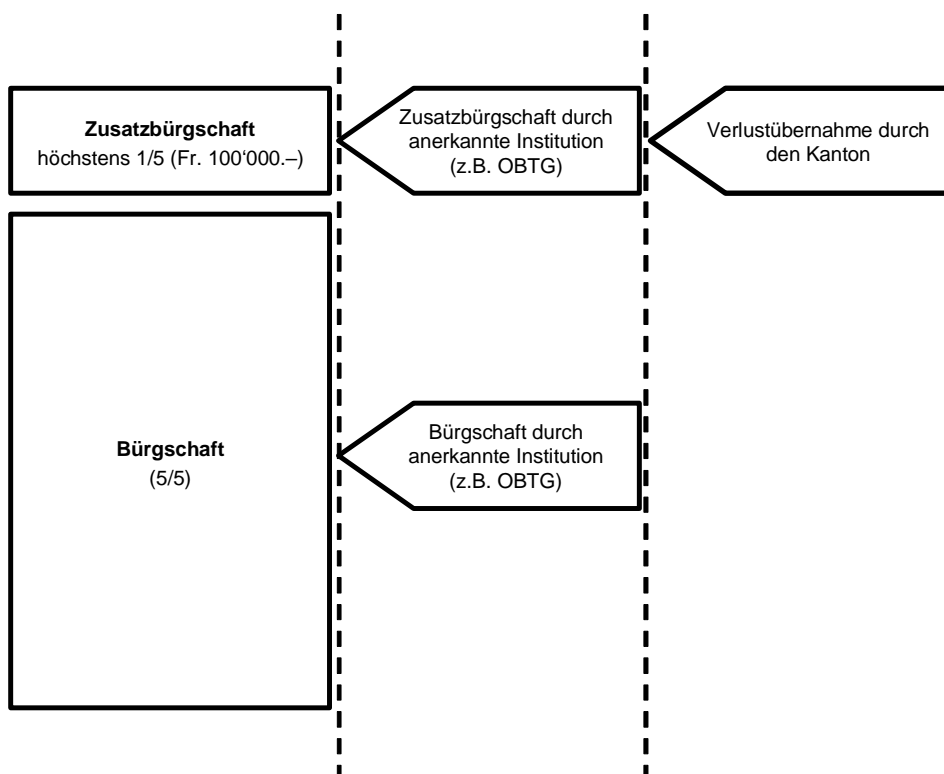 Zusatzbürgschaft
höchstens 1/5 (Fr. 100‘000.–)
Zusatzbürgschaft durch
anerkannte Institution
(z.B. OBTG)
Verlustübernahme durch
den Kanton
Bürgschaft
(5/5)
Bürgschaft durch
anerkannte Institution
(z.B. OBTG)